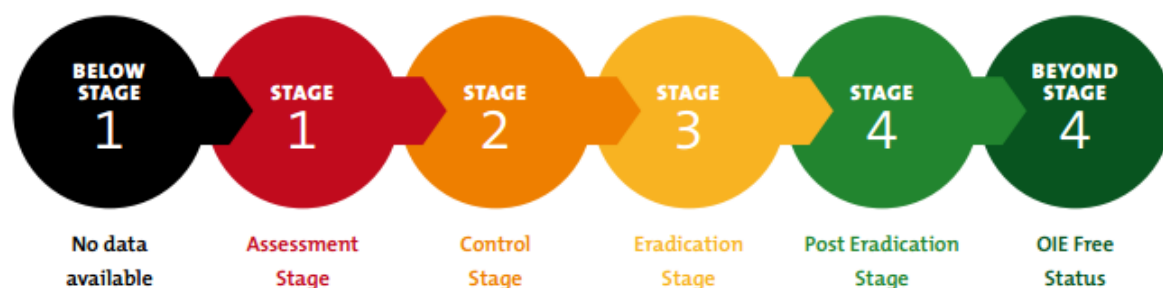 BELOW
STAGE
1
STAGE
1
STAGE
2
STAGE
3
STAGE
4
BEYOND
STAGE
4
No data
available
Assessment
Stage
Control
Stage
Eradication
Stage
Post Eradication
Stage
OIE Free
Status